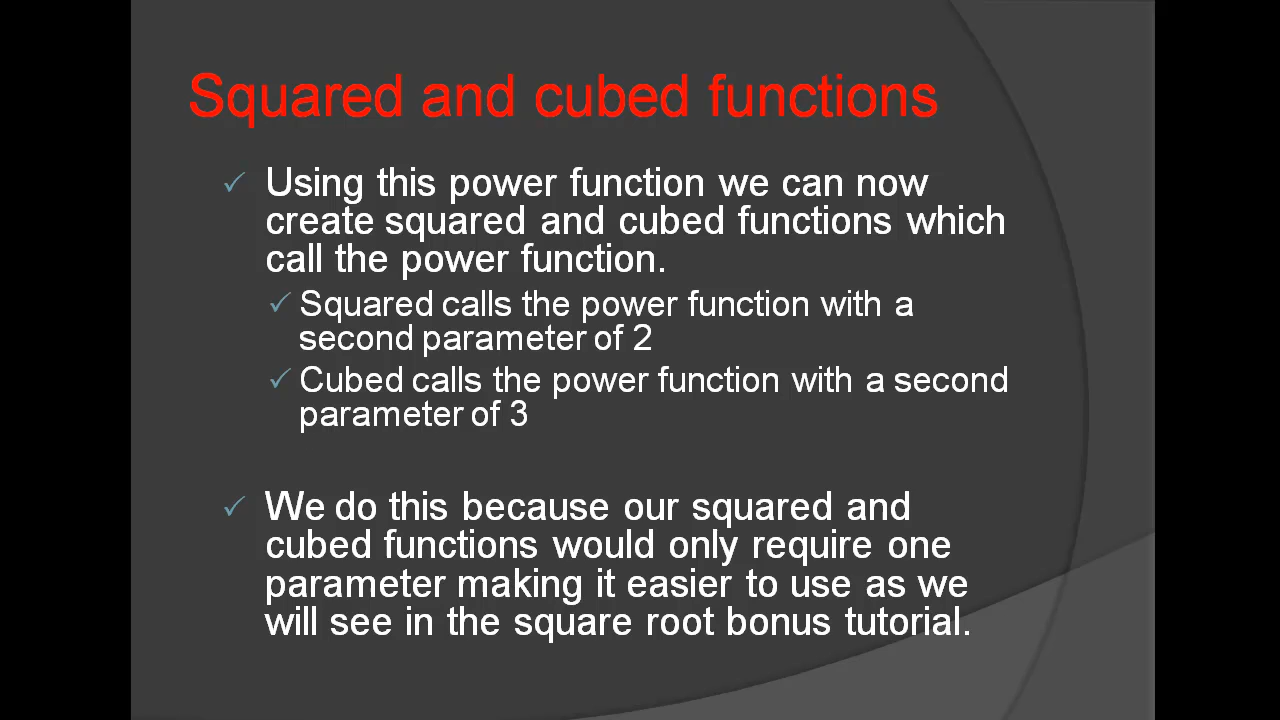 Squared and cubed functions
Using this power function we can now
create squared and cubed functions which
call the power function.
Squared calls the power function with a
second parameter of 2
Cubed calls the power function with a second
parameter of 3
We do this because our squared and
cubed functions would only require one
parameter making it easier to use as we
will see in the square root bonus tutorial.